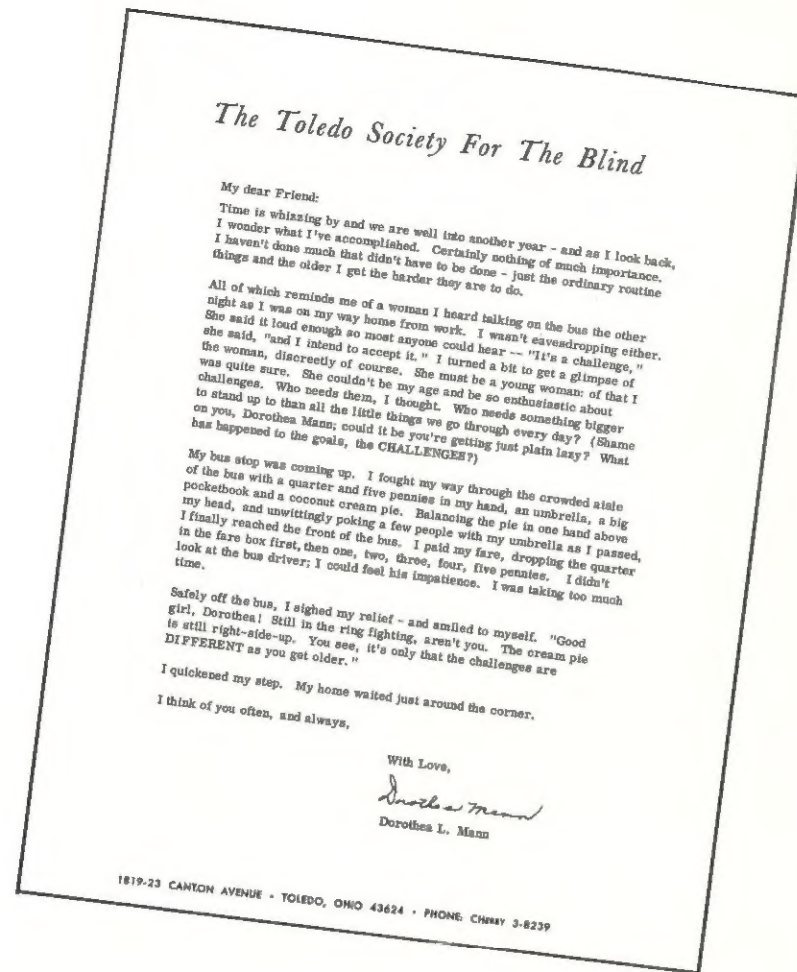 The Toledo Society For The Blind
My dear Friend:
Time is whizzing by and we are well into another year - and as I look back,
I wonder what I've accomplished. Certainly nothing of much importance.
I haven't done much that didn't have to be done - just the ordinary routine
things and the older I get the harder they are to do.
All of which reminds me of a woman I heard talking on the bus the other
night as I was on my way home from work. I wasn't eavesdropping either.
She said it loud enough so most anyone could hear -- "It's a challenge,"
she said, "and I intend to accept it." I turned a bit to get a glimpse of
the woman, discreetly of course. She must be a young woman: of that I
was quite sure. She couldn't be my age and be so enthusiastic about
challenges. Who needs them, I thought. Who needs something bigger
to stand up to than all the little things we go through every day? (Shame
on you, Dorothea Mann; could it be you're getting just plain lazy? What
has happened to the goals, the CHALLENGES?)
My bus stop was coming up. I fought my way through the crowded aisle
of the bus with a quarter and five pennies in my hand, an umbrella, a big
pocketbook and a coconut cream pie. Balancing the pie in one hand above
my head, and unwittingly poking a few people with my umbrella as I passed,
I finally reached the front of the bus. I paid my fare, dropping the quarter
in the fare box first, then one, two, three, four, five pennies. I didn't
look at the bus driver; I could feel his impatience. I was taking too much
time.
Safely off the bus, I sighed my relief - and smiled to myself. "Good
girl, Dorothea! Still in the ring fighting, aren't you. The cream pie
is still right-side-up. You see, it's only that the challenges are
DIFFERENT as you get older."
I quickened my step. My home waited just around the corner.
I think of you often, and always,
With Love,
Dorothea Mann
Dorothea L. Mann
1819-23 CANTON AVENUE • TOLEDO, OHIO 43624 • PHONE: CHERRY 3-8239